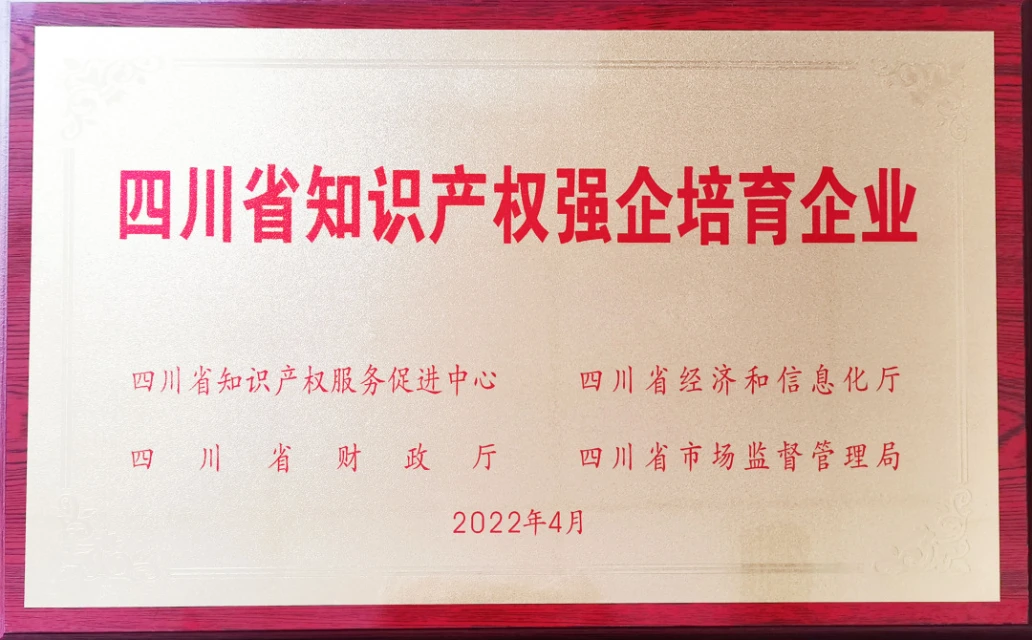 四川省知识产权强企培育企业
四川省知识产权服务促进中心 四川省经济和信息化厅
四川省财政厅 四川省市场监督管理局
2022年4月